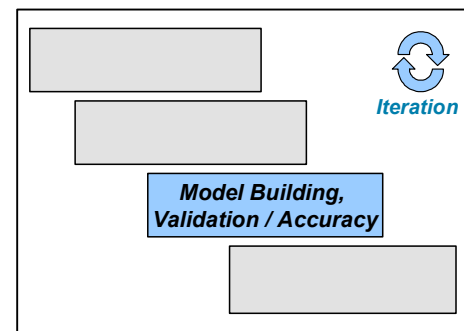 Iteration
Model Building,
Validation / Accuracy